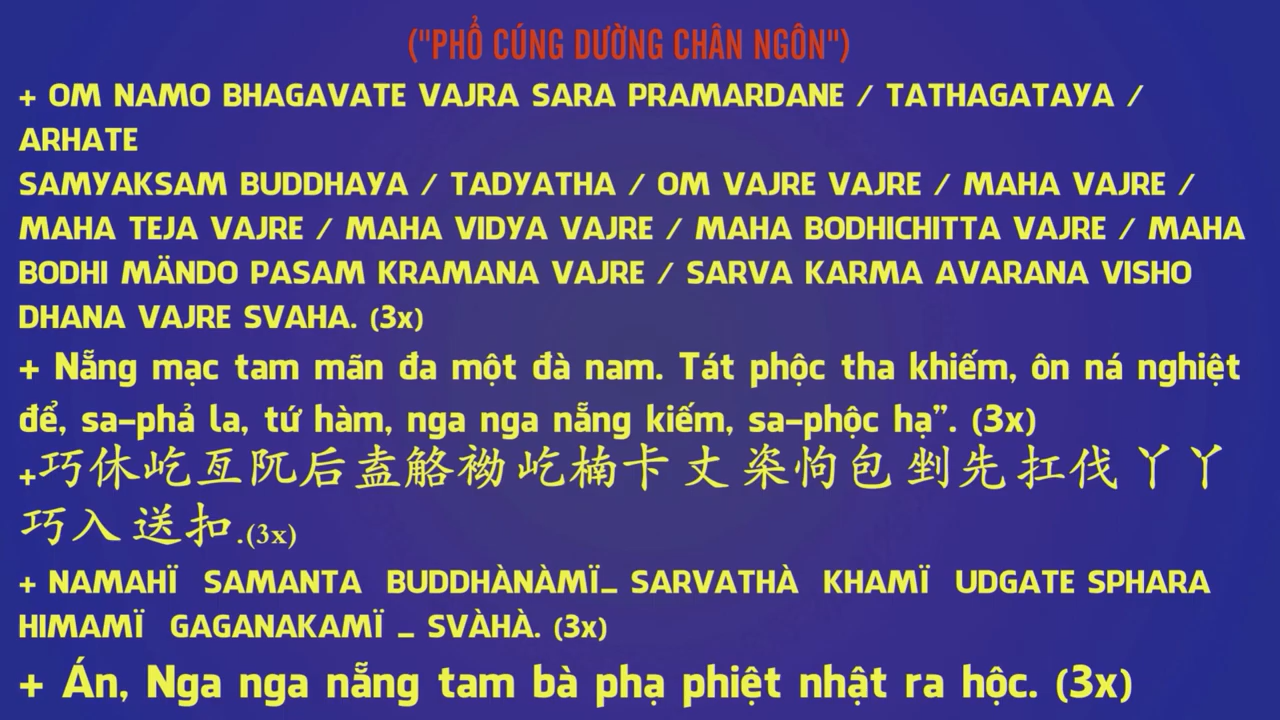 ("PHỔ CÚNG DƯỜNG CHÂN NGÔN")
+ OM NAMO BHAGAVATE VAJRA SARA PRAMARDANE / TATHAGATAYA /
ARHATE
SAMYAKSAM BUDDHAYA / TADYATHA / OM VAJRE VAJRE / MAHA VAJRE /
MAHA TEJA VAJRE / MAHA VIDYA VAJRE / MAHA BODHICHITTA VAJRE / MAHA
BODHI MÄNDO PASAM KRAMANA VAJRE / SARVA KARMA AVARANA VISHO
DHANA VAJRE SVAHA. (3x)
+ Nẵng mạc tam mãn đa một đà nam. Tát phộc tha khiếm, ôn ná nghiệt
để, sa-phả la, tứ hàm, nga nga nẵng kiếm, sa-phộc hạ”. (3x)
+巧休屹亙阢后盍觡袎屹楠卡丈粢怐包剉先扛伐丫丫
巧入送扣.(3x)
+ NAMAHÏ SAMANTA BUDDHÀNÀMÏ_ SARVATHÀ KHAMÏ UDGATE SPHARA
HIMAMÏ GAGANAKAMÏ _ SVÀHÀ. (3x)
+ Án, Nga nga nẵng tam bà phạ phiệt nhật ra hộc. (3x)